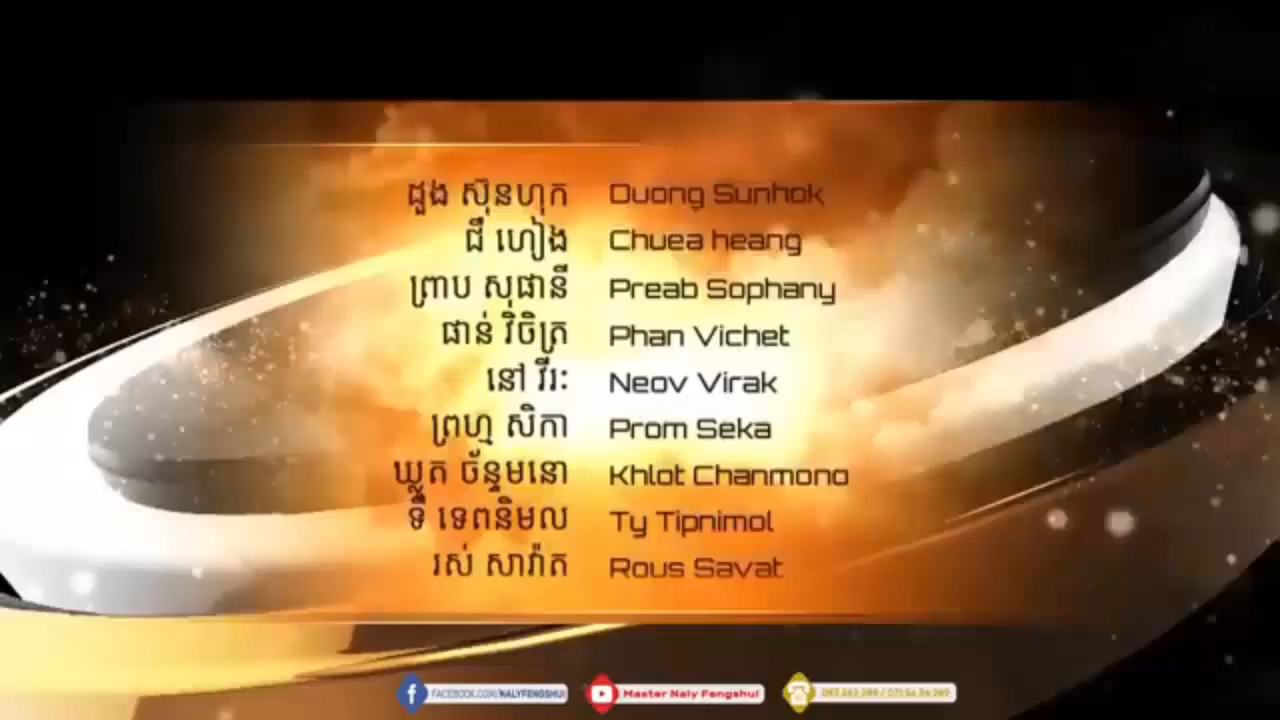 ដួង ស៊ុនហុក Duong Sunhok
ជឺ ហៀង Chuea heang
ព្រាប សុផានី Preab Sophany
ផាន់ វិចិត្រ Phan Vichet
នៅ វីរៈ Neov Virak
ព្រហ្ម សិកា Prom Seka
ឃ្លូត ច័ន្ទមនោ Khlot Chanmono
ទី ទេពនិមល Ty Tipnimol
រស់ សាវ៉ាត Rous Savat
FACEBOOK.COM/NALYFENGSHUI Master Naly Fengshui